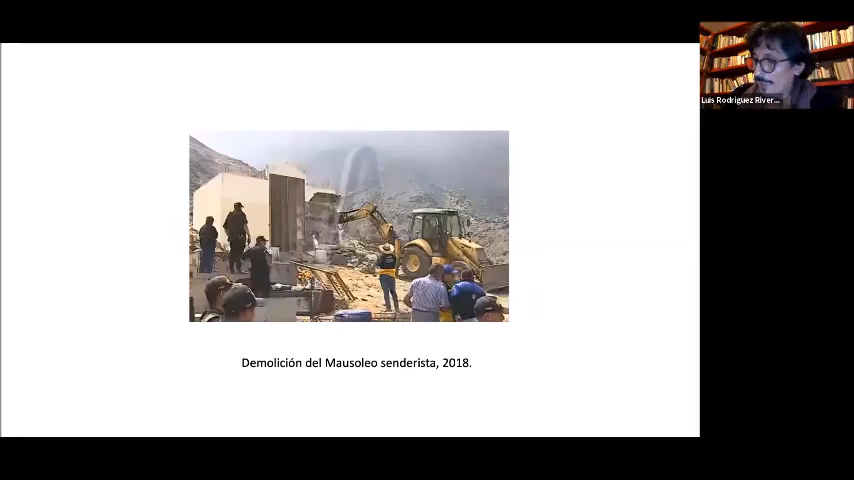 Luis Rodriguez River...
Demolición del Mausoleo senderista, 2018.